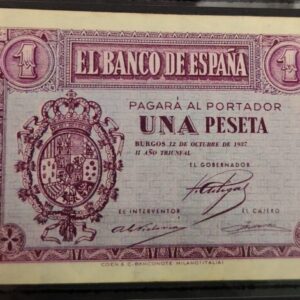 1 1
EL BANCO DE ESPAÑA
PAGARÁ AL PORTADOR
UNA PESETA
BURGOS 12 DE OCTUBRE DE 1937
II AÑO TRIUNFAL
EL GOBERNADOR
EL INTERVENTOR EL CAJERO